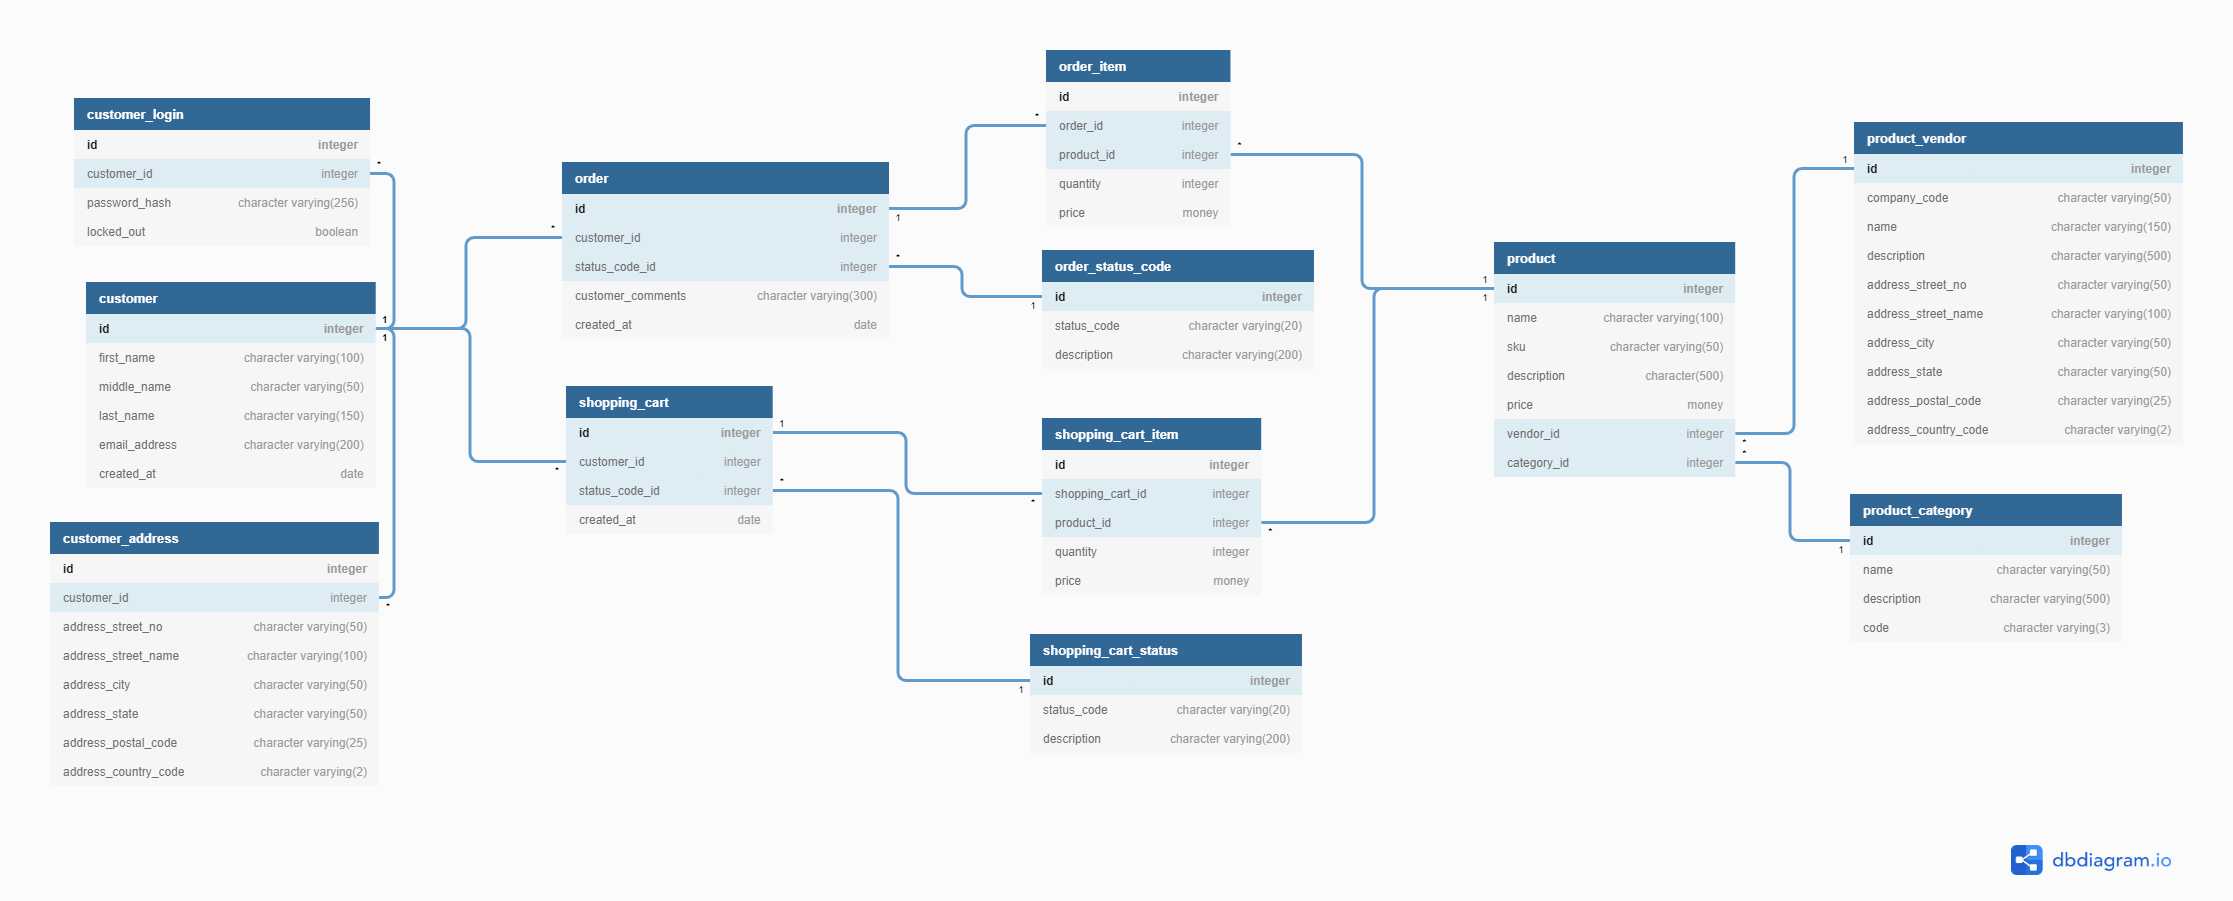 customer_login
id integer
customer_id integer
password_hash character varying(256)
locked_out boolean
customer
id integer
first_name character varying(100)
middle_name character varying(50)
last_name character varying(150)
email_address character varying(200)
created_at date
customer_address
id integer
customer_id integer
address_street_no character varying(50)
address_street_name character varying(100)
address_city character varying(50)
address_state character varying(50)
address_postal_code character varying(25)
address_country_code character varying(2)
* 1
1 *
order
id integer
customer_id integer
status_code_id integer
customer_comments character varying(300)
created_at date
* 1
*
shopping_cart
id integer
customer_id integer
status_code_id integer
created_at date
* 1
*
order_item
id integer
order_id integer
product_id integer
quantity integer
price money
* *
order_status_code
id integer
status_code character varying(20)
description character varying(200)
1
shopping_cart_item
id integer
shopping_cart_id integer
product_id integer
quantity integer
price money
* *
shopping_cart_status
id integer
status_code character varying(20)
description character varying(200)
1
product
id integer
name character varying(100)
sku character varying(50)
description character(500)
price money
vendor_id integer
category_id integer
1
1
*
*
product_vendor
id integer
company_code character varying(50)
name character varying(150)
description character varying(500)
address_street_no character varying(50)
address_street_name character varying(100)
address_city character varying(50)
address_state character varying(50)
address_postal_code character varying(25)
address_country_code character varying(2)
1
product_category
id integer
name character varying(50)
description character varying(500)
code character varying(3)
1
dbdiagram.io